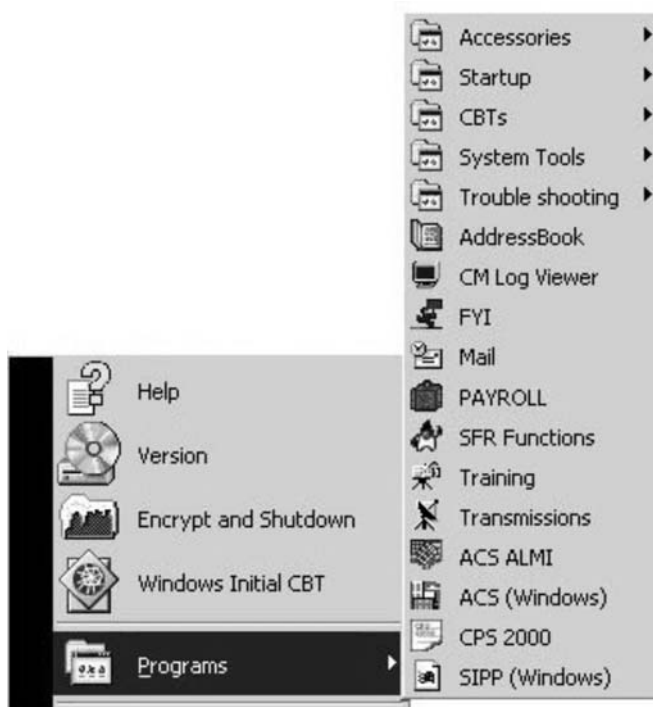 Accessories
Startup
CBTs
System Tools
Trouble shooting
AddressBook
CM Log Viewer
FYI
Mail
PAYROLL
SFR Functions
Training
Transmissions
ACS ALMI
ACS (Windows)
CPS 2000
SIPP (Windows)
Help
Version
Encrypt and Shutdown
Windows Initial CBT
Programs